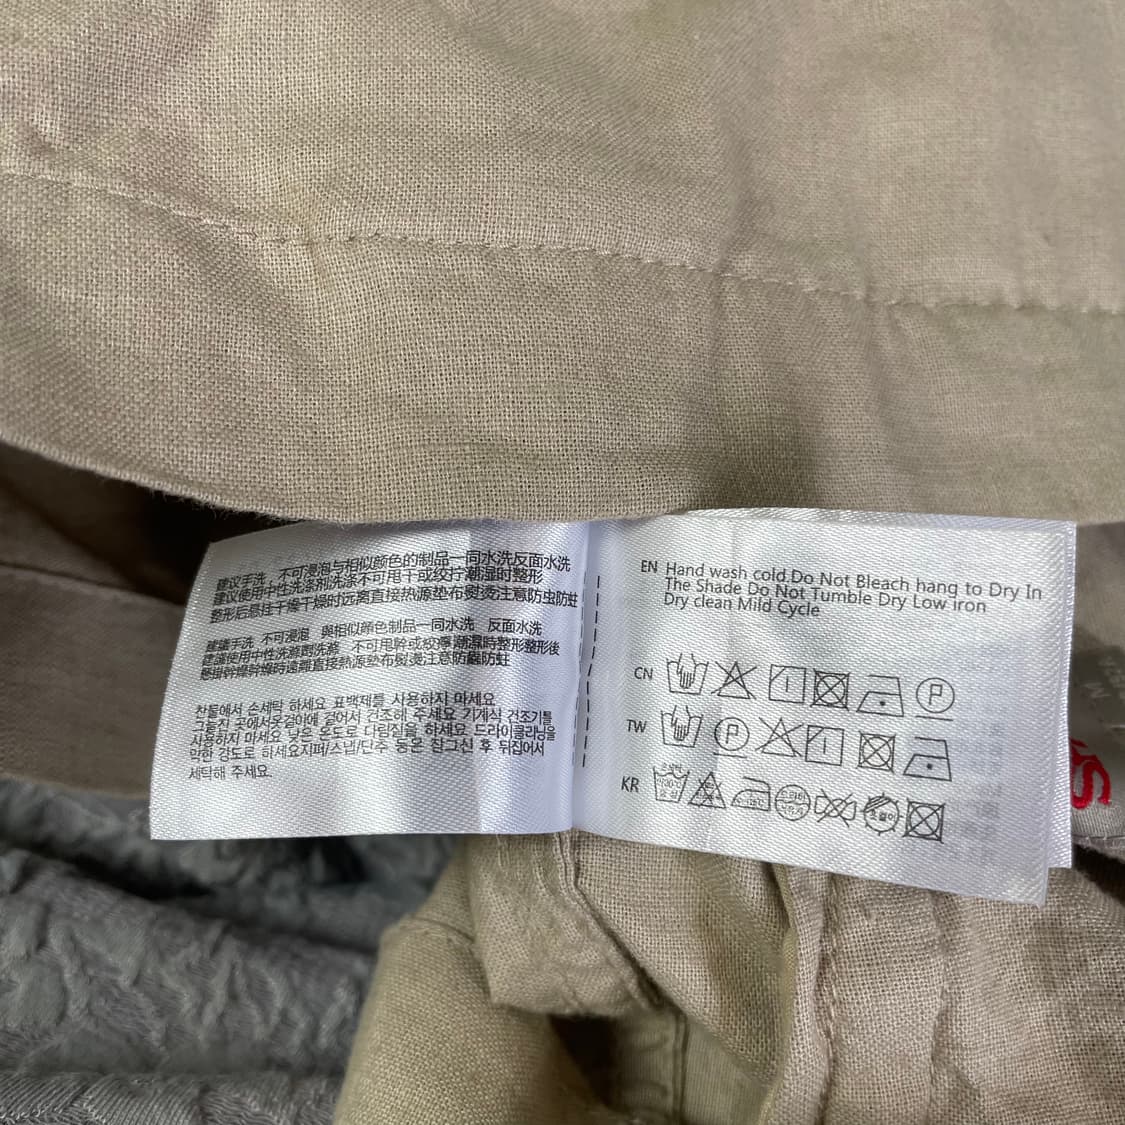 建议手洗 不可浸泡与相似颜色的制品一同水洗反面水洗
建议使用中性洗涤剂洗涤不可甩干或绞拧潮湿时整形
整形后悬挂干燥干燥时远离直接热源垫布熨烫注意防虫防蛀
建議手洗 不可浸泡 與相似顏色制品一同水洗 反面水洗
建議使用中性洗滌劑洗滌 不可甩幹或絞擰潮濕時整形整形後
懸掛幹燥幹燥時遠離直接熱源墊布熨燙注意防蟲防蛀
찬물에서 손세탁 하세요 표백제를 사용하지 마세요
그늘진 곳에서옷걸이에 걸어서 건조해 주세요 기계식 건조기를
사용하지 마세요 낮은 온도로 다림질을 하세요 드라이클리닝을
약한 강도로 하세요지퍼/스냅/단추 등은 잠그신 후 뒤집어서
세탁해 주세요.
EN Hand wash cold.Do Not Bleach hang to Dry In
The Shade Do Not Tumble Dry Low iron
Dry clean Mild Cycle
CN
P
TW
P
KR